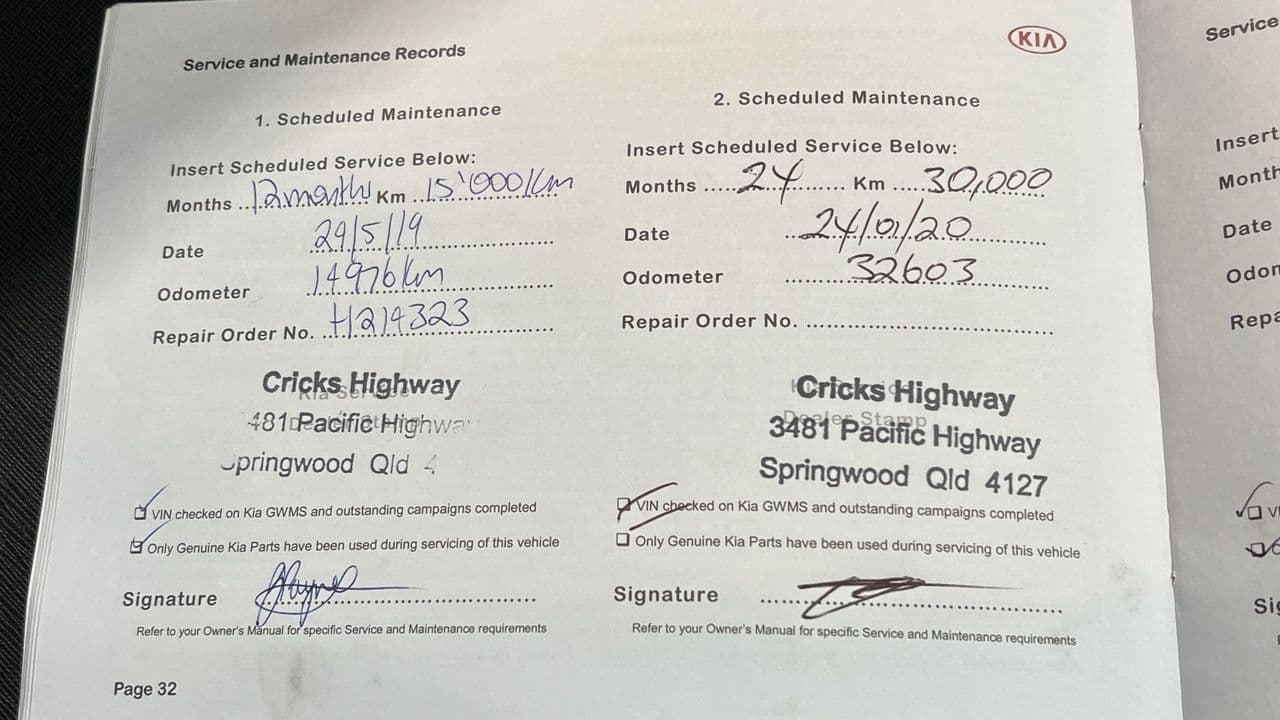 Service and Maintenance Records
KIA
1. Scheduled Maintenance
Insert Scheduled Service Below:
Months ..12 months Km ..15'000Km
Date 29/5/19
Odometer 14976Km
Repair Order No. H214323
Cricks Highway
481 Pacific Highwa
pringwood Qld 4
VIN checked on Kia GWMS and outstanding campaigns completed
Only Genuine Kia Parts have been used during servicing of this vehicle
Signature
Refer to your Owner's Manual for specific Service and Maintenance requirements
Page 32
2. Scheduled Maintenance
Insert Scheduled Service Below:
Months .....24........ Km .....30,000
Date 24/01/20
Odometer 32603
Repair Order No.
Cricks Highway
Dealer Stamp
3481 Pacific Highway
Springwood Qld 4127
VIN checked on Kia GWMS and outstanding campaigns completed
Only Genuine Kia Parts have been used during servicing of this vehicle
Signature
Refer to your Owner's Manual for specific Service and Maintenance requirements
Service
Insert
Month
Date
Odom
Repa
VI
Sig